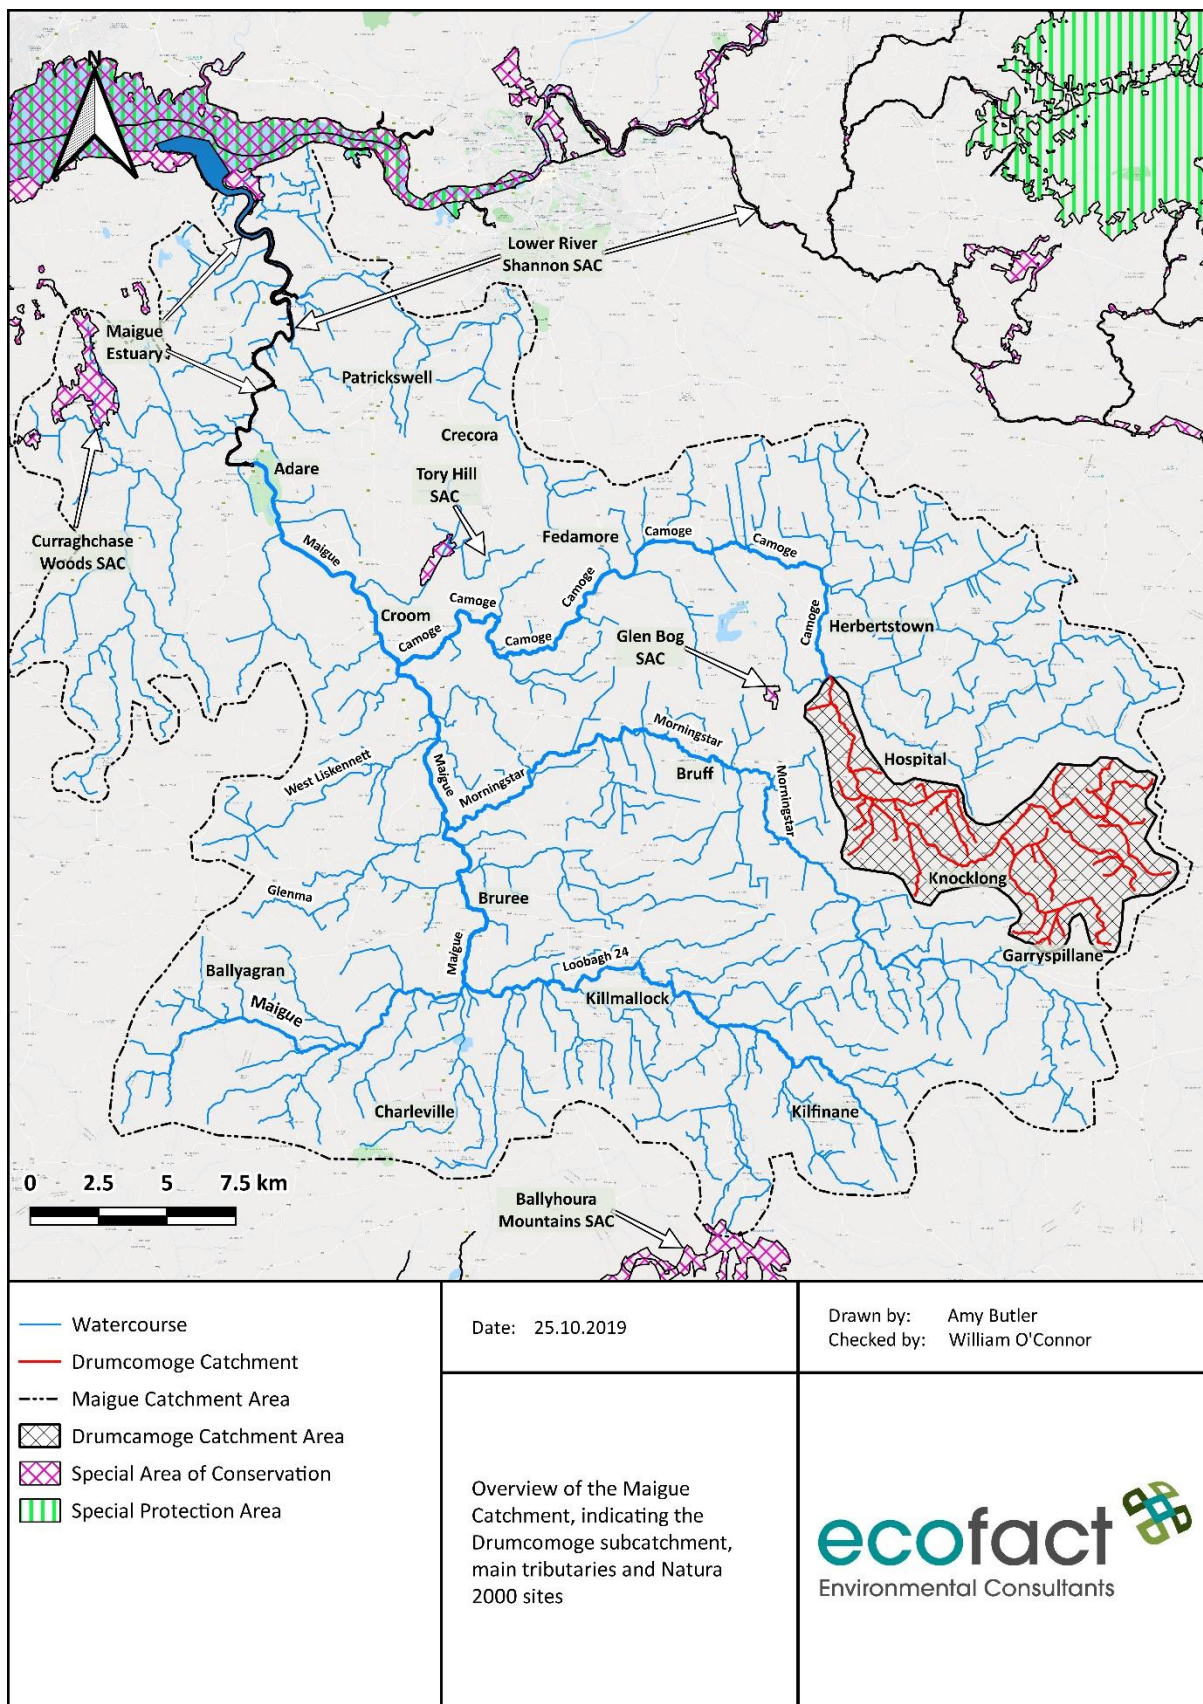 N
Lower River
Shannon SAC
Maigue
Estuary
Patrickswell
Crecora
Adare
Tory Hill
SAC
Curraghchase
Woods SAC
Fedamore
Camoge
Camoge
Maigue
Camoge
Camoge
Camoge
Croom
Camoge
Camoge
Herbertstown
Glen Bog
SAC
Morningstar
Hospital
West Liskennett
Maigue
Morningstar
Bruff
Morningstar
Knocklong
Glenma
Bruree
Maigue
Loobagh 24
Garryspillane
Ballyagran
Maigue
Killmallock
Charleville
Kilfinane
0 2.5 5 7.5 km
Ballyhoura
Mountains SAC
Watercourse
Drumcomoge Catchment
Maigue Catchment Area
Drumcamoge Catchment Area
Special Area of Conservation
Special Protection Area
Date: 25.10.2019
Drawn by: Amy Butler
Checked by: William O'Connor
Overview of the Maigue
Catchment, indicating the
Drumcomoge subcatchment,
main tributaries and Natura
2000 sites
ecofact
Environmental Consultants